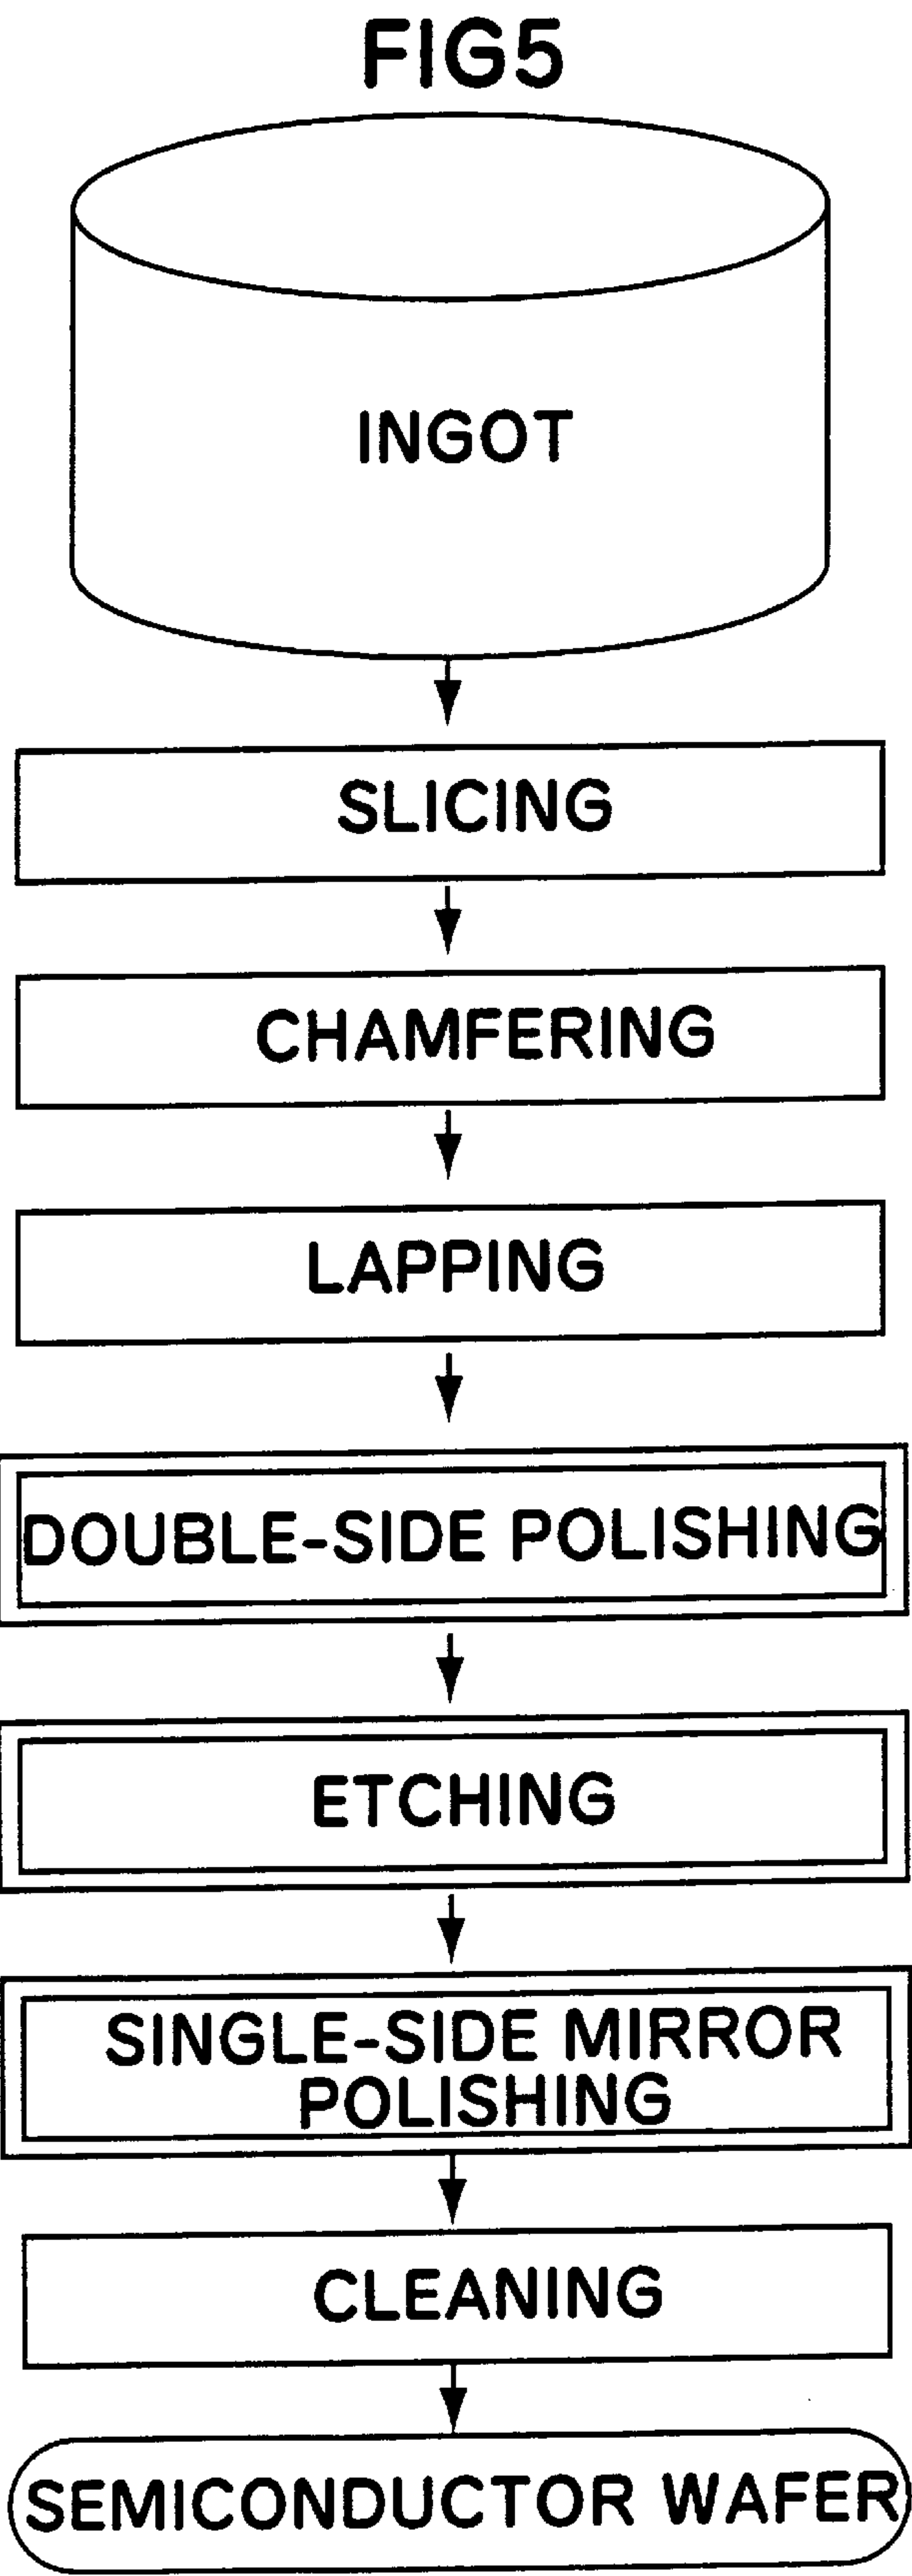 FIG5
INGOT
SLICING
CHAMFERING
LAPPING
DOUBLE-SIDE POLISHING
ETCHING
SINGLE-SIDE MIRROR
POLISHING
CLEANING
SEMICONDUCTOR WAFER